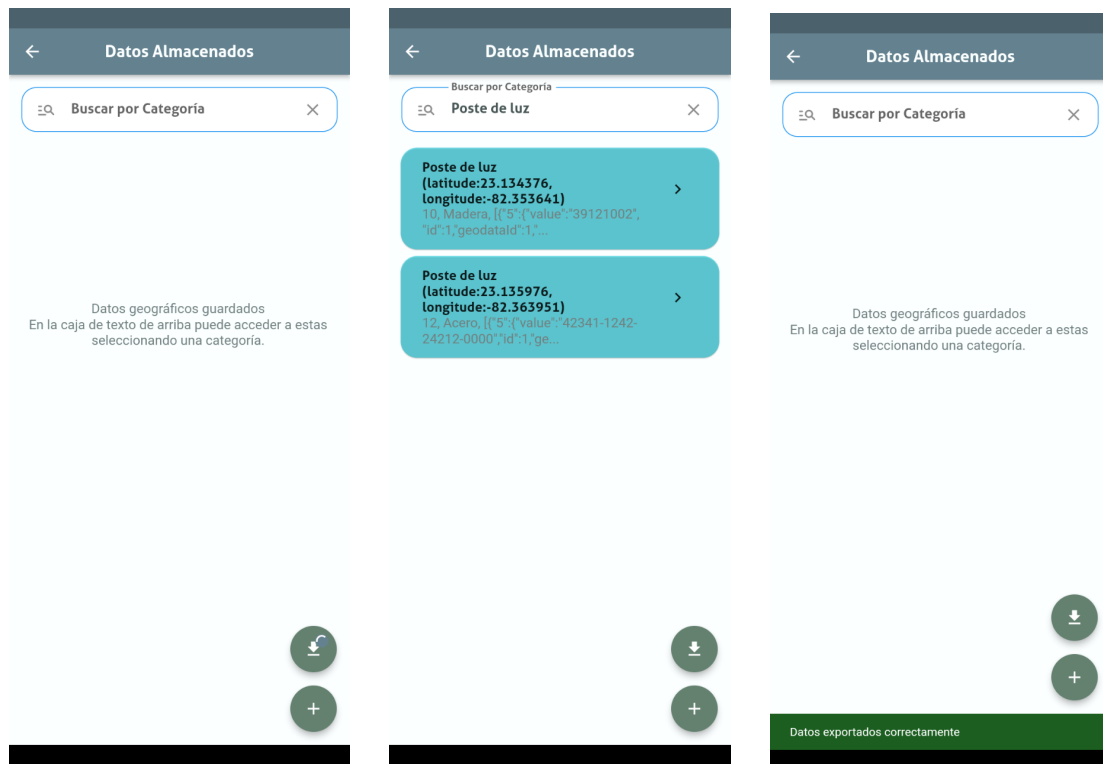 Datos Almacenados
Buscar por Categoría
Datos geográficos guardados
En la caja de texto de arriba puede acceder a estas
seleccionando una categoría.
Datos Almacenados
Buscar por Categoría
Poste de luz
Poste de luz
(latitude:23.134376,
longitude:-82.353641)
10, Madera, [{"5":{"value":"39121002",
"id":1,"geodataId":1,"...
Poste de luz
(latitude:23.135976,
longitude:-82.363951)
12, Acero, [{"5":{"value":"42341-1242-
24212-0000","id":1,"ge...
Datos Almacenados
Buscar por Categoría
Datos geográficos guardados
En la caja de texto de arriba puede acceder a estas
seleccionando una categoría.
Datos exportados correctamente